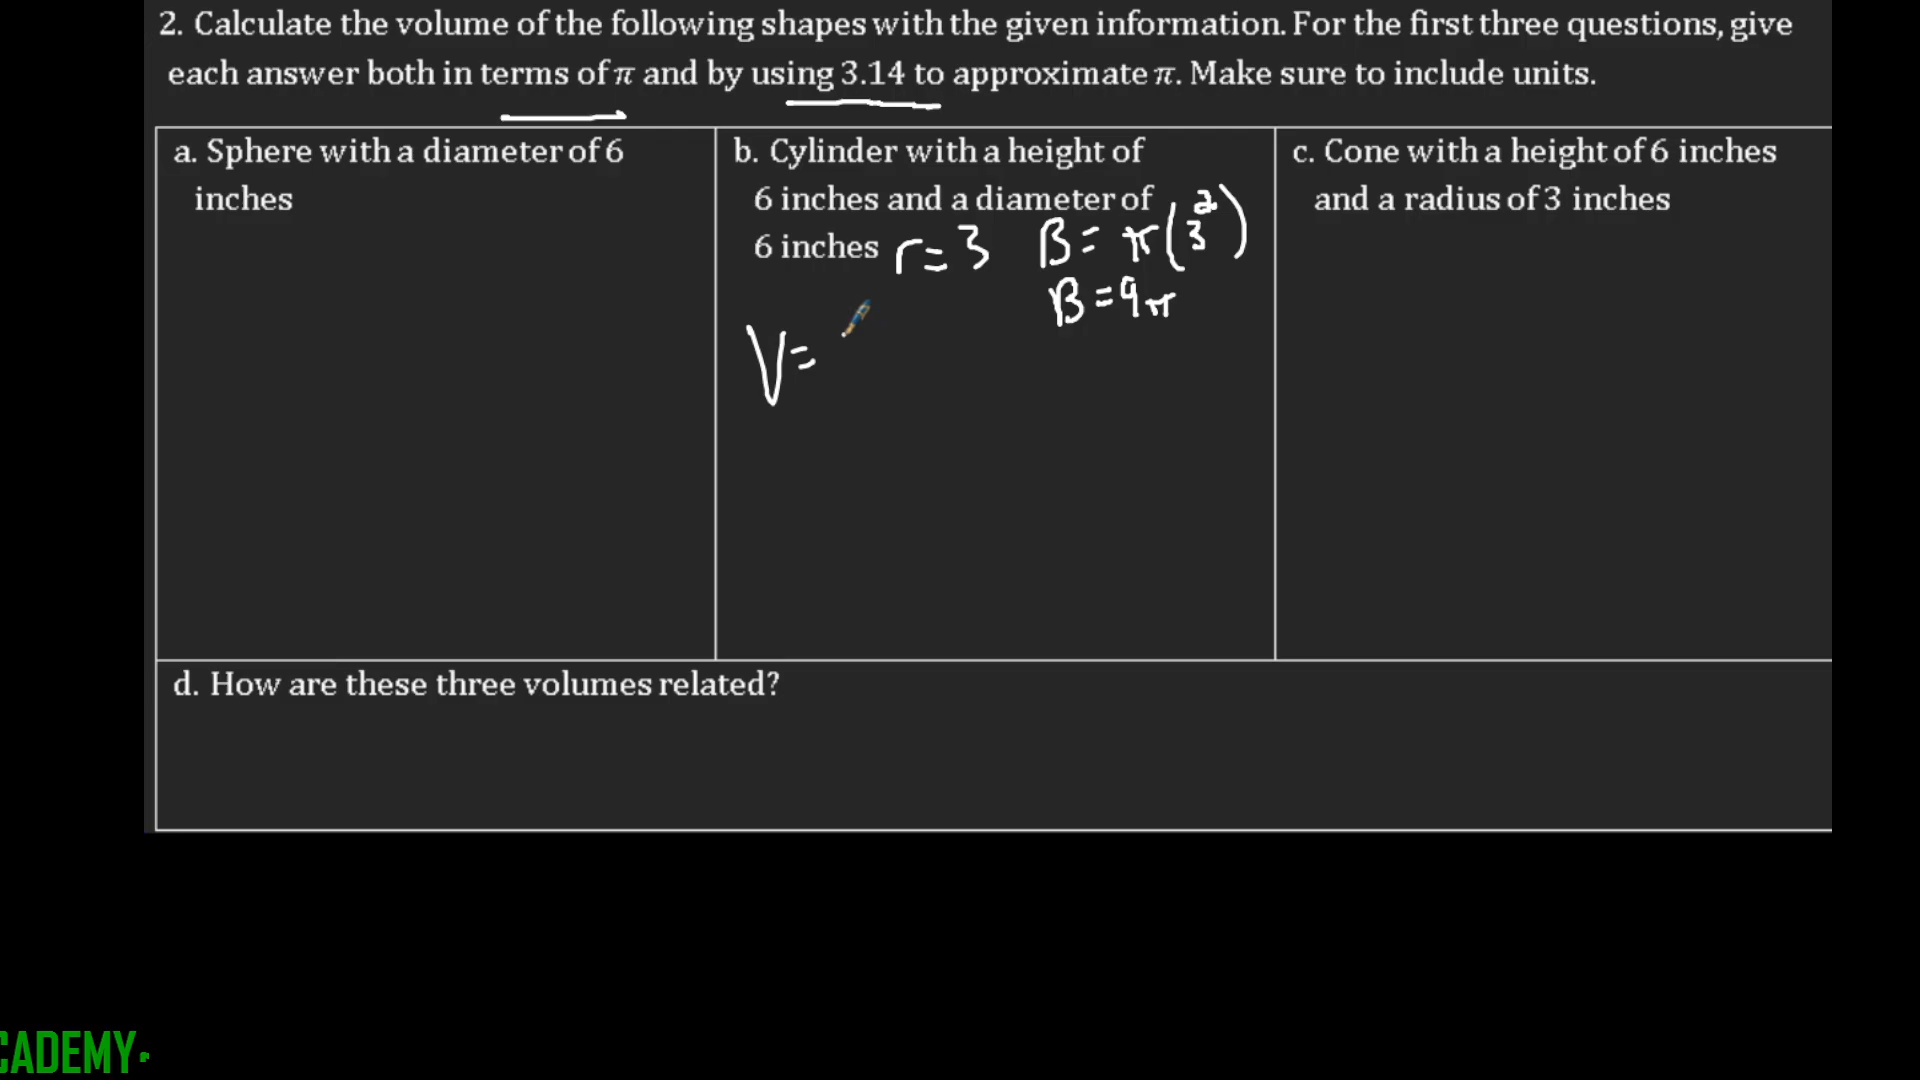 2. Calculate the volume of the following shapes with the given information. For the first three questions, give
each answer both in terms of π and by using 3.14 to approximate π. Make sure to include units.
a. Sphere with a diameter of 6
inches
b. Cylinder with a height of
6 inches and a diameter of
6 inches
r = 3
B = π(3²)
B = 9π
V =
c. Cone with a height of 6 inches
and a radius of 3 inches
d. How are these three volumes related?
CADEMY